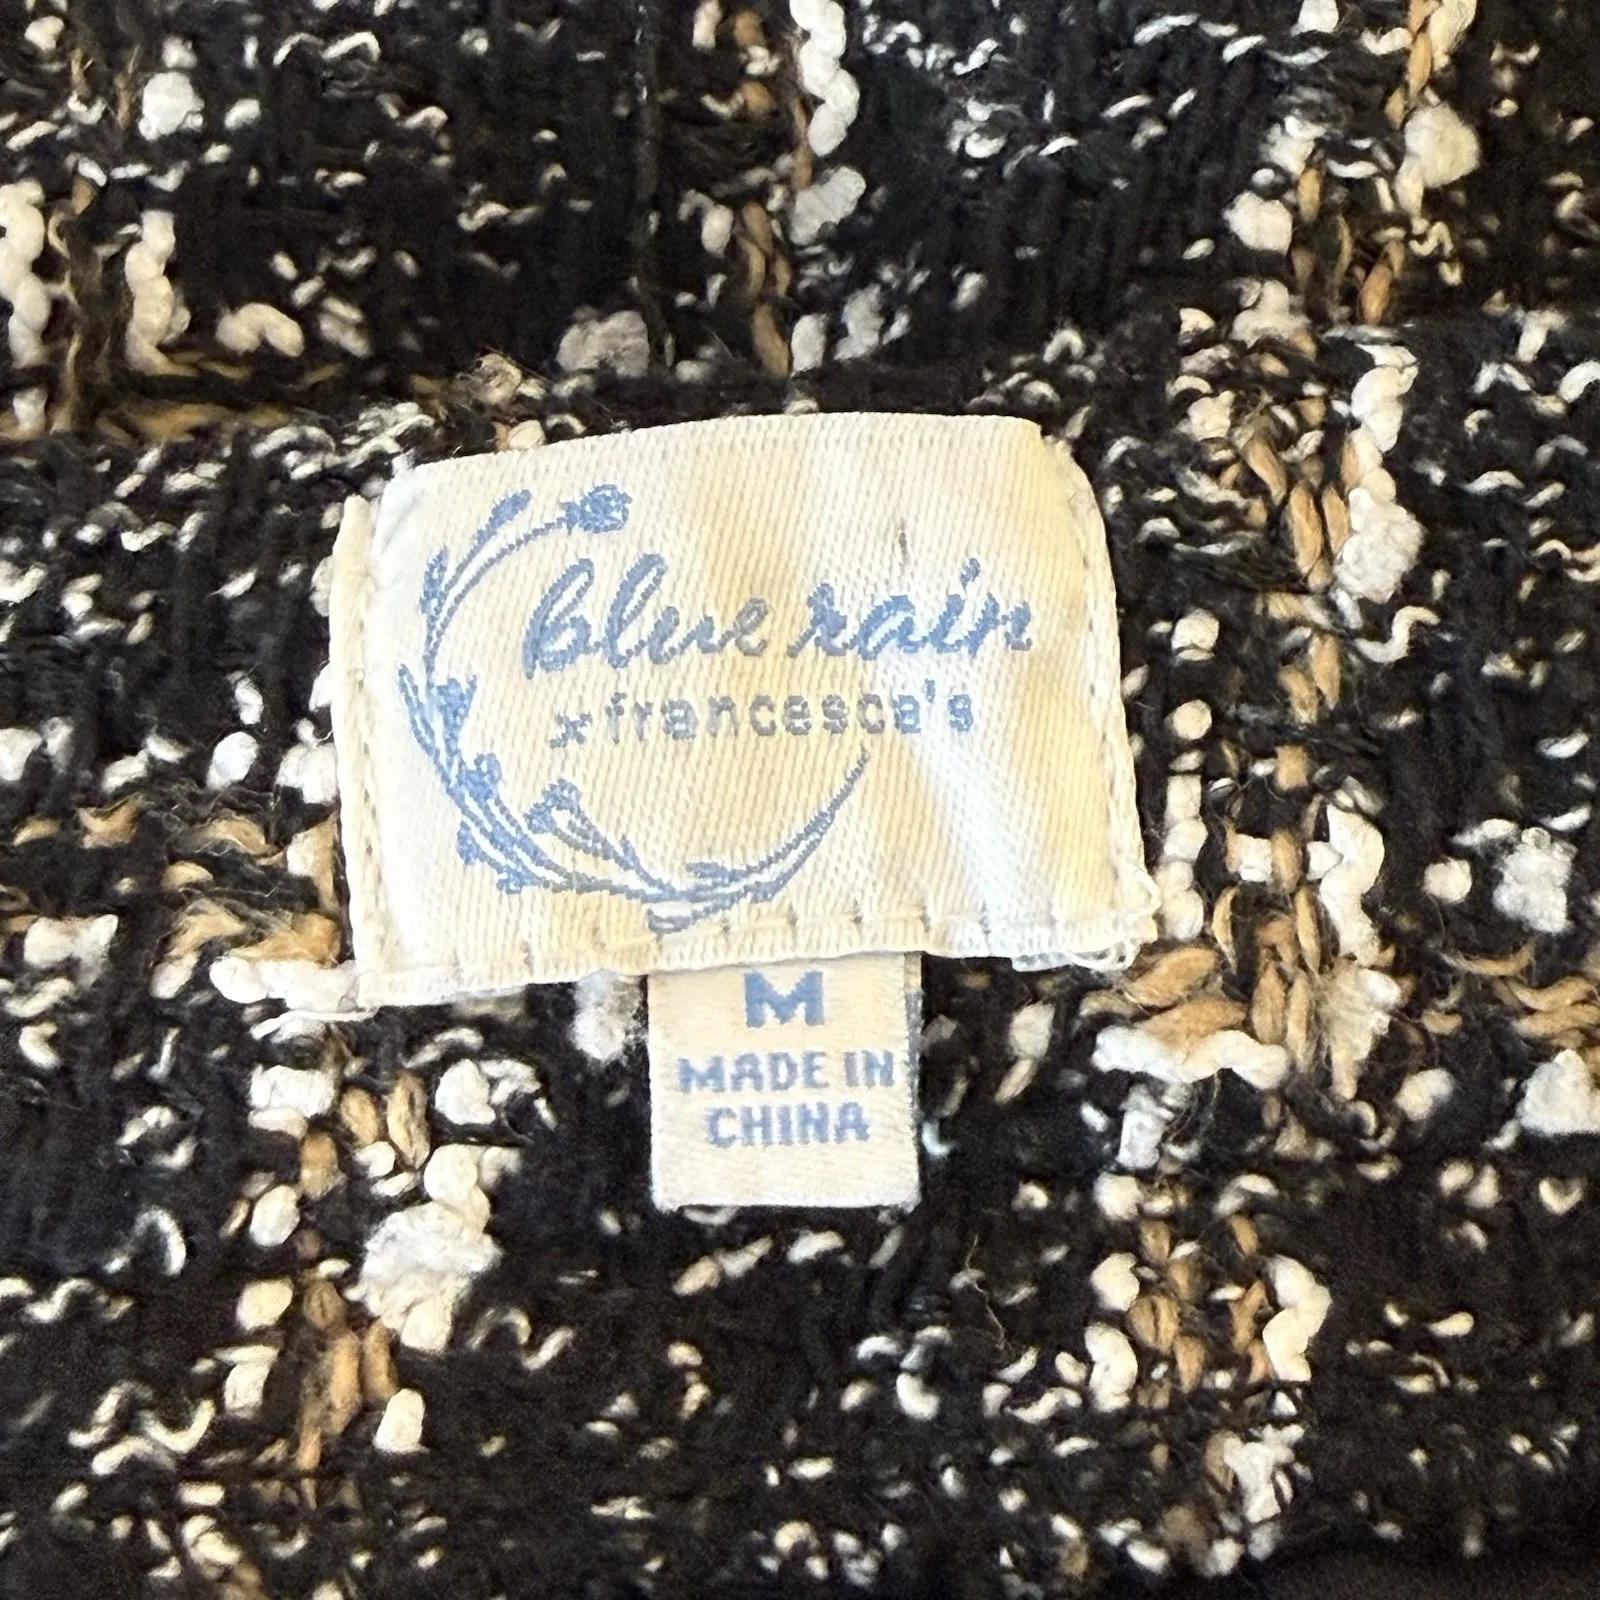 blue rain
x francesca's
M
MADE IN
CHINA